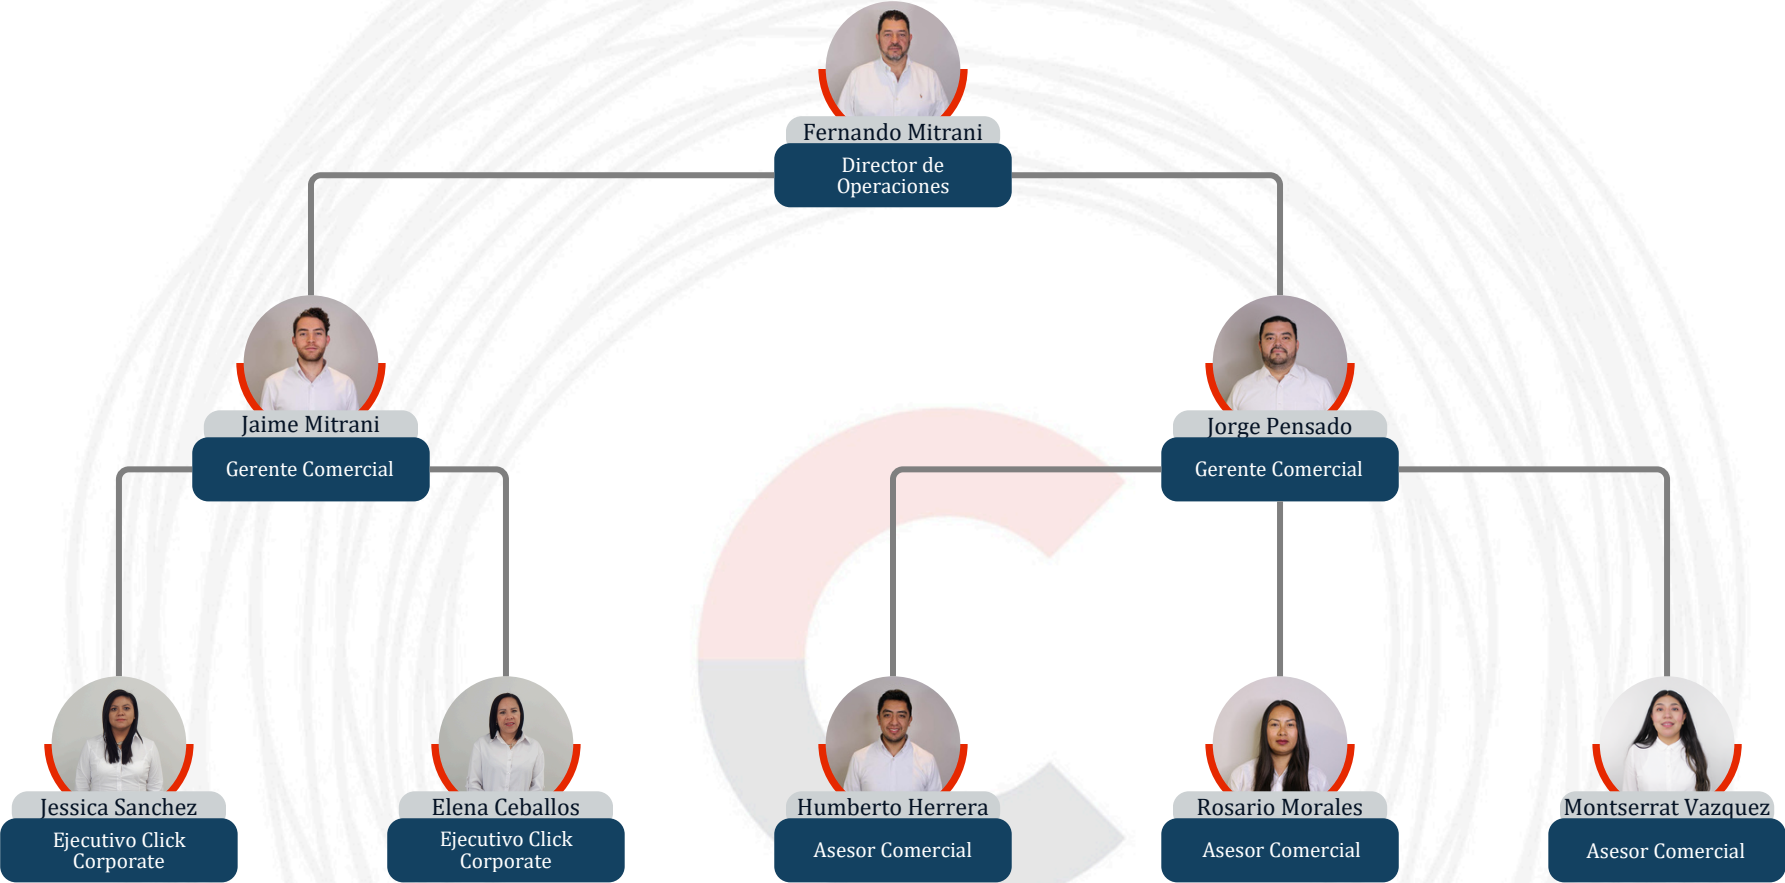 Fernando Mitrani
Director de
Operaciones
Jaime Mitrani
Gerente Comercial
Jorge Pensado
Gerente Comercial
Jessica Sanchez
Ejecutivo Click
Corporate
Elena Ceballos
Ejecutivo Click
Corporate
Humberto Herrera
Asesor Comercial
Rosario Morales
Asesor Comercial
Montserrat Vazquez
Asesor Comercial